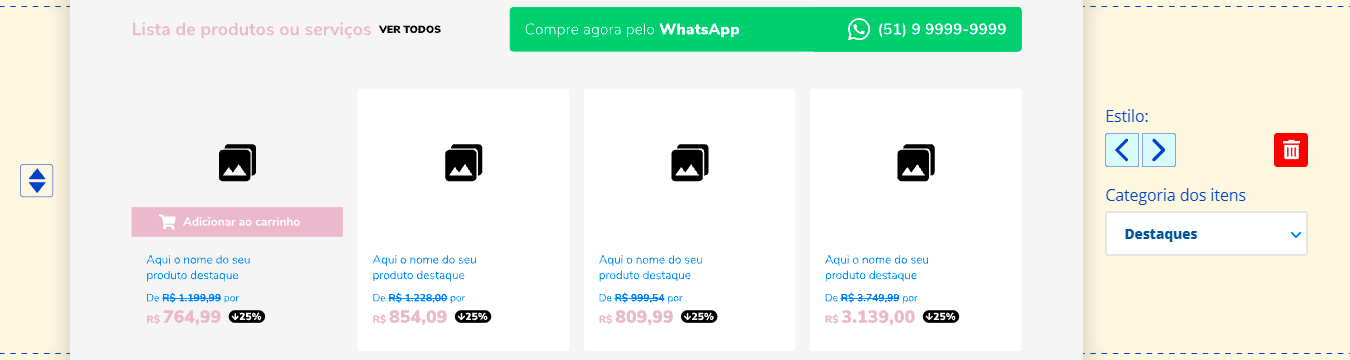 Lista de produtos ou serviços VER TODOS
Compre agora pelo WhatsApp (51) 9 9999-9999
Adicionar ao carrinho
Aqui o nome do seu
produto destaque
De R$ 1.199,99 por
R$ 764,99 ↓25%
Aqui o nome do seu
produto destaque
De R$ 1.228,00 por
R$ 854,09 ↓25%
Aqui o nome do seu
produto destaque
De R$ 999,54 por
R$ 809,99 ↓25%
Aqui o nome do seu
produto destaque
De R$ 3.749,99 por
R$ 3.139,00 ↓25%
Estilo:
Categoria dos itens
Destaques